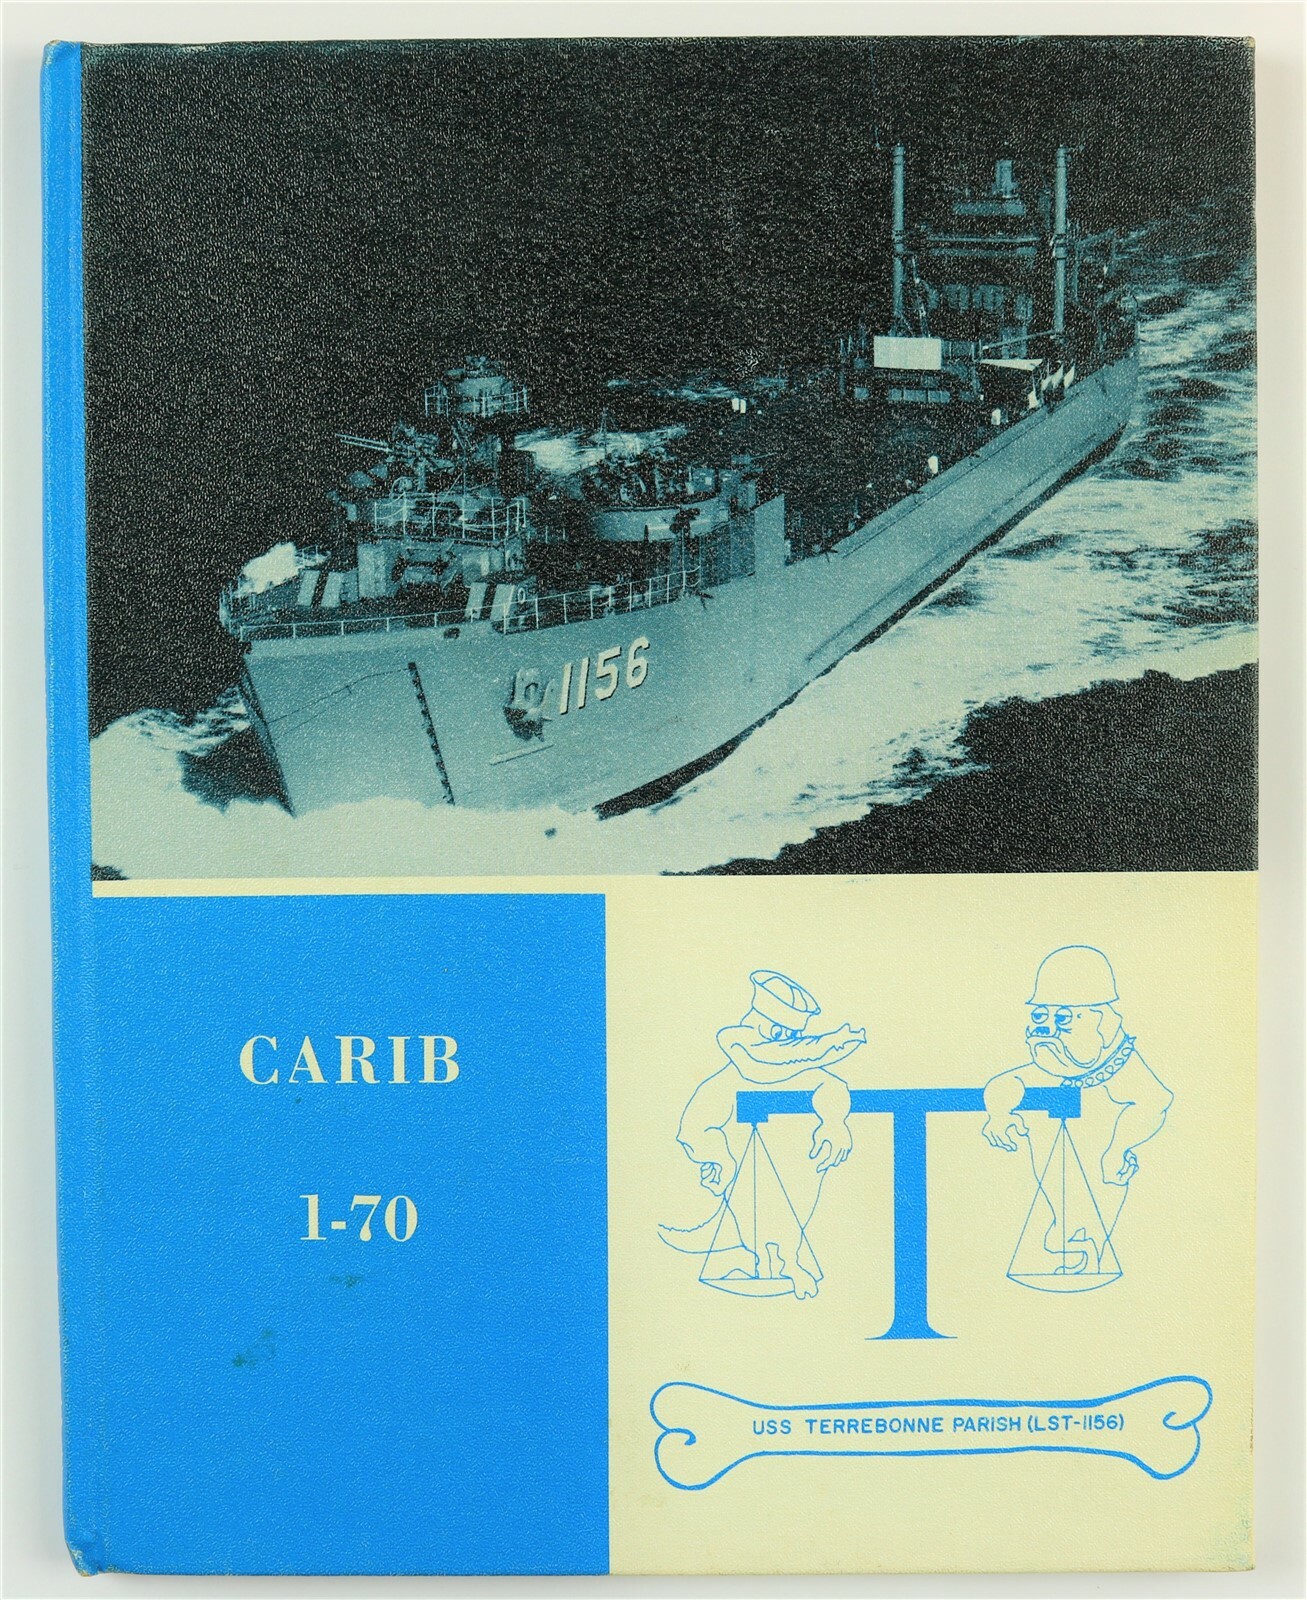 1156
CARIB
1-70
T
USS TERREBONNE PARISH (LST-1156)